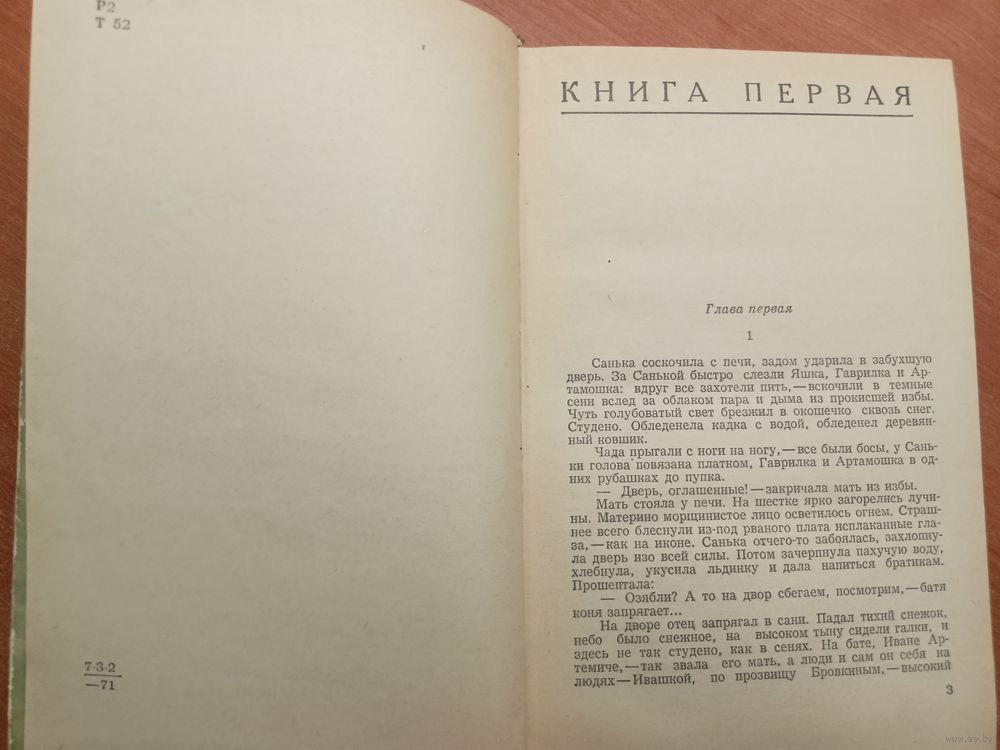 Р2
Т 52
7-3-2
—71
КНИГА ПЕРВАЯ
Глава первая
1
Санька соскочила с печи, задом ударила в забухшую
дверь. За Санькой быстро слезли Яшка, Гаврилка и Ар-
тамошка: вдруг все захотели пить,—вскочили в темные
сени вслед за облаком пара и дыма из прокисшей избы.
Чуть голубоватый свет брезжил в окошечко сквозь снег.
Студено. Обледенела кадка с водой, обледенел деревян-
ный ковшик.
Чада прыгали с ноги на ногу,—все были босы, у Сань-
ки голова повязана платком, Гаврилка и Артамошка в од-
них рубашках до пупка.
— Дверь, оглашенные!—закричала мать из избы.
Мать стояла у печи. На шестке ярко загорелись лучи-
ны. Материно морщинистое лицо осветилось огнем. Страш-
нее всего блеснули из-под рваного плата исплаканные гла-
за,—как на иконе. Санька отчего-то забоялась, захлопну-
ла дверь изо всей силы. Потом зачерпнула пахучую воду,
хлебнула, укусила льдинку и дала напиться братикам.
Прошептала:
— Озябли? А то на двор сбегаем, посмотрим,—батя
коня запрягает...
На дворе отец запрягал в сани. Падал тихий снежок,
небо было снежное, на высоком тыну сидели галки, и
здесь не так студено, как в сенях. На бате, Иване Ар-
темиче,—так звала его мать, а люди и сам он себя на
людях—Ивашкой, по прозвищу Бровкиным,—высокий
3
www.ay.by